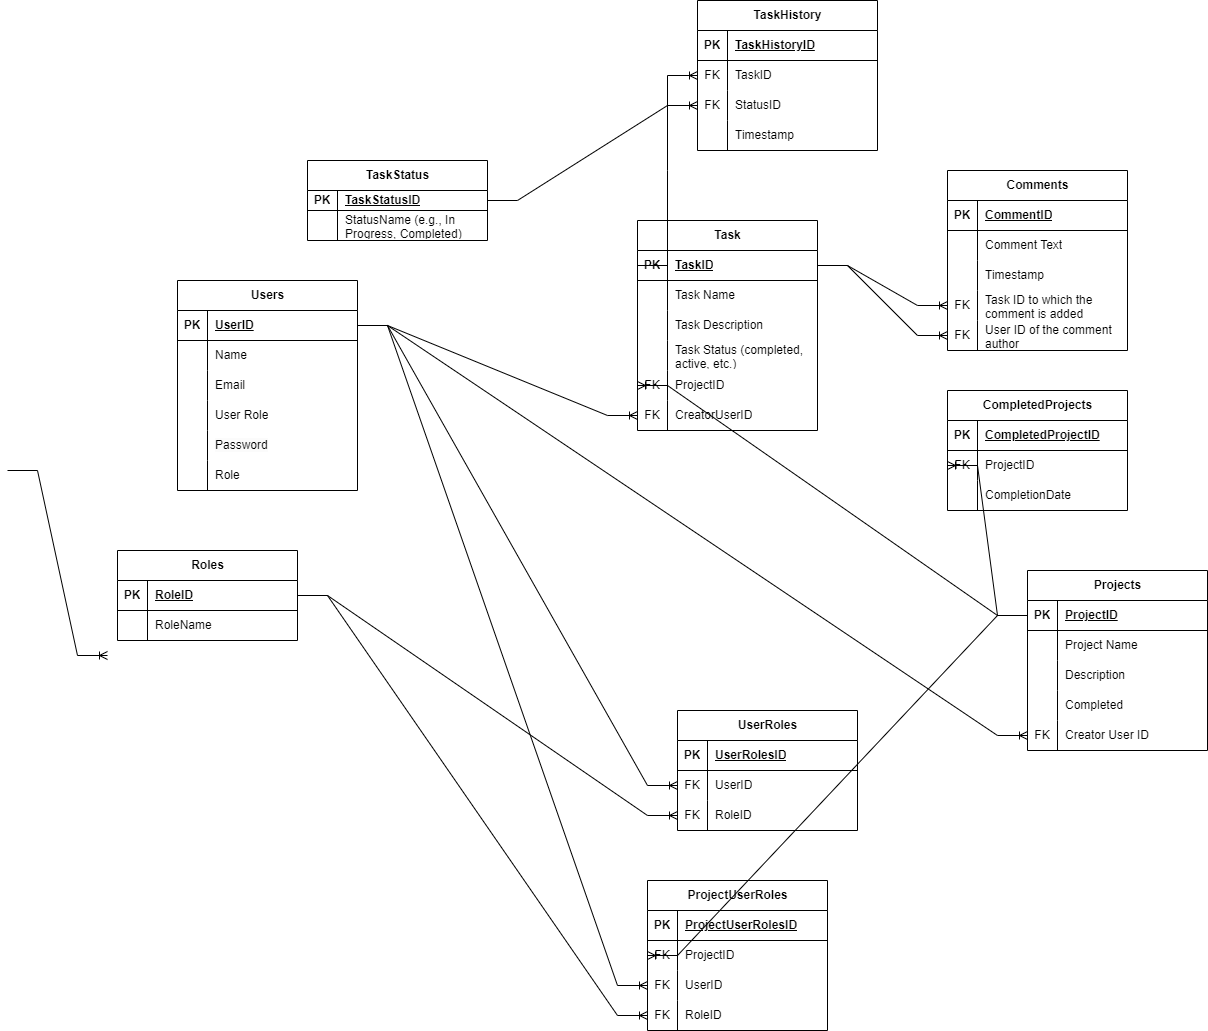 TaskHistory
PK TaskHistoryID
FK TaskID
FK StatusID
Timestamp
TaskStatus
PK TaskStatusID
StatusName (e.g., In
Progress, Completed)
Comments
PK CommentID
Comment Text
Timestamp
FK Task ID to which the
comment is added
FK User ID of the comment
author
Task
PK TaskID
Task Name
Task Description
Task Status (completed,
active, etc.)
FK ProjectID
FK CreatorUserID
Users
PK UserID
Name
Email
User Role
Password
Role
CompletedProjects
PK CompletedProjectID
FK ProjectID
CompletionDate
Roles
PK RoleID
RoleName
Projects
PK ProjectID
Project Name
Description
Completed
FK Creator User ID
UserRoles
PK UserRolesID
FK UserID
FK RoleID
ProjectUserRoles
PK ProjectUserRolesID
FK ProjectID
FK UserID
FK RoleID